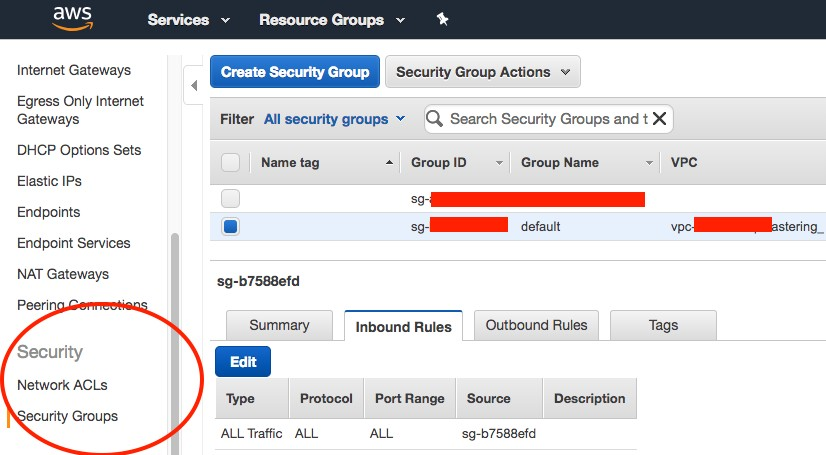 aws
Services
Resource Groups
Internet Gateways
Egress Only Internet
Gateways
DHCP Options Sets
Elastic IPs
Endpoints
Endpoint Services
NAT Gateways
Peering Connections
Security
Network ACLs
Security Groups
Create Security Group
Security Group Actions
Filter All security groups
Search Security Groups and t
Name tag Group ID Group Name VPC
sg-
sg- default vpc- astering_
sg-b7588efd
Summary Inbound Rules Outbound Rules Tags
Edit
Type Protocol Port Range Source Description
ALL Traffic ALL ALL sg-b7588efd